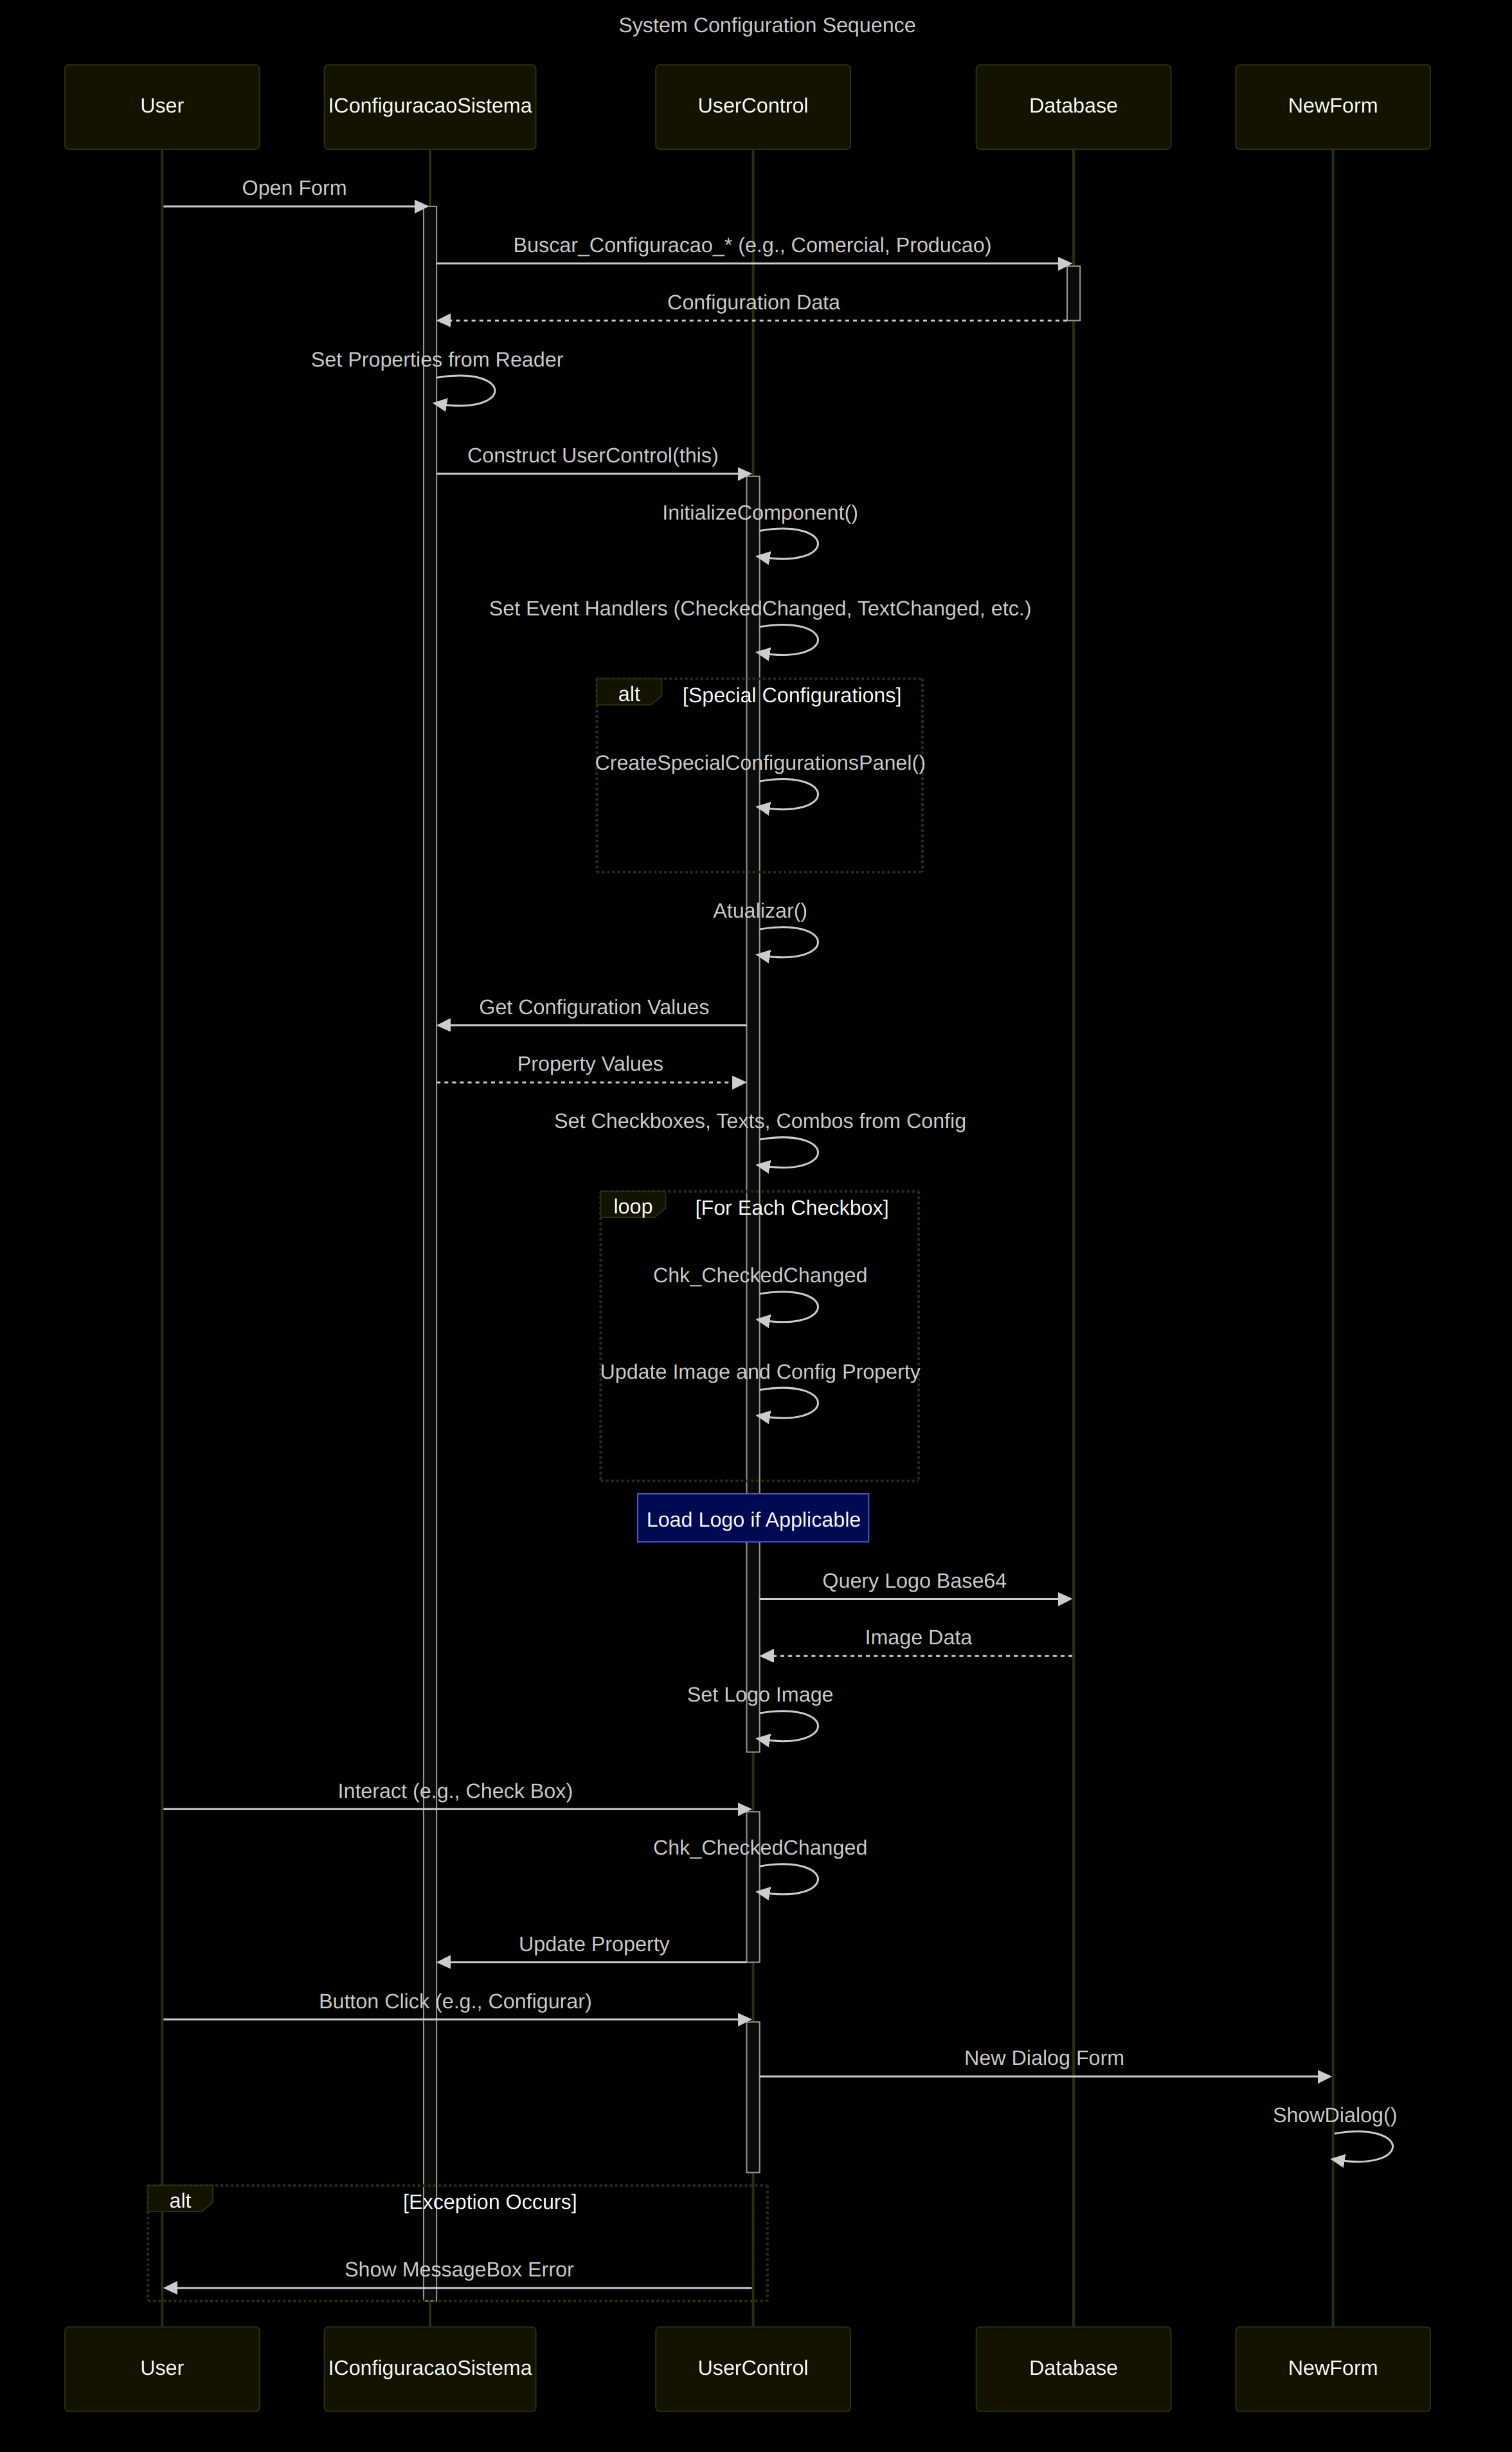 System Configuration Sequence
User
IConfiguracaoSistema
UserControl
Database
NewForm
Open Form
Buscar_Configuracao_* (e.g., Comercial, Producao)
Configuration Data
Set Properties from Reader
Construct UserControl(this)
InitializeComponent()
Set Event Handlers (CheckedChanged, TextChanged, etc.)
alt
[Special Configurations]
CreateSpecialConfigurationsPanel()
Atualizar()
Get Configuration Values
Property Values
Set Checkboxes, Texts, Combos from Config
loop
[For Each Checkbox]
Chk_CheckedChanged
Update Image and Config Property
Load Logo if Applicable
Query Logo Base64
Image Data
Set Logo Image
Interact (e.g., Check Box)
Chk_CheckedChanged
Update Property
Button Click (e.g., Configurar)
New Dialog Form
ShowDialog()
alt
[Exception Occurs]
Show MessageBox Error
User
IConfiguracaoSistema
UserControl
Database
NewForm